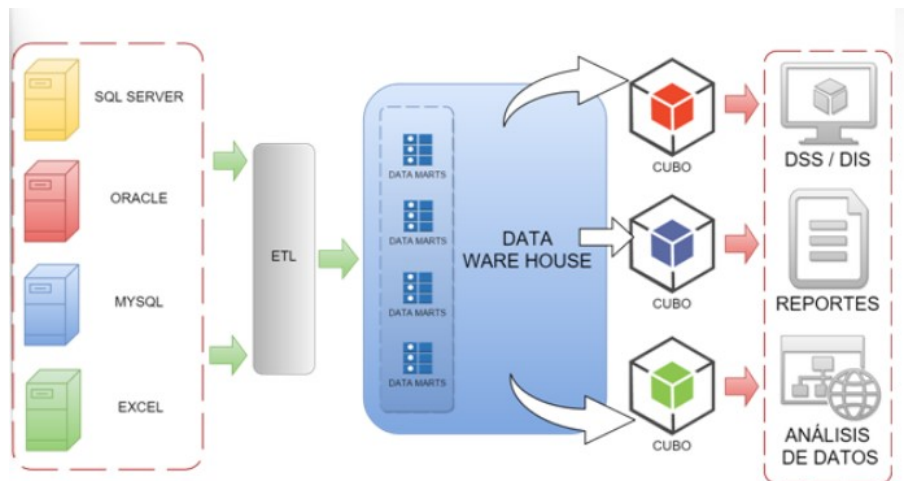 SQL SERVER
ORACLE
MYSQL
EXCEL
ETL
DATA MARTS
DATA MARTS
DATA MARTS
DATA MARTS
DATA
WARE HOUSE
CUBO
CUBO
CUBO
DSS / DIS
REPORTES
ANÁLISIS
DE DATOS